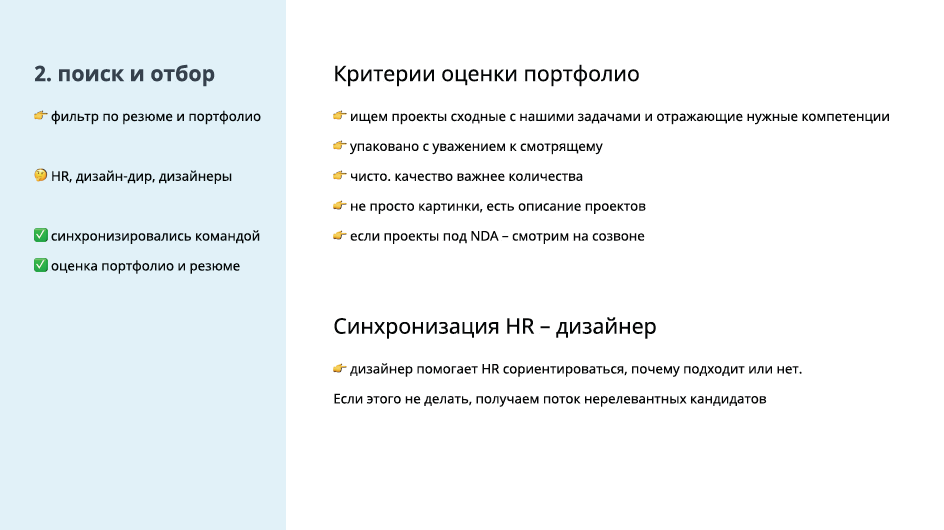 2. поиск и отбор
👉 фильтр по резюме и портфолио
🤔 HR, дизайн-дир, дизайнеры
✅ синхронизировались командой
✅ оценка портфолио и резюме
Критерии оценки портфолио
👉 ищем проекты сходные с нашими задачами и отражающие нужные компетенции
👉 упаковано с уважением к смотрящему
👉 чисто. качество важнее количества
👉 не просто картинки, есть описание проектов
👉 если проекты под NDA – смотрим на созвоне
Синхронизация HR – дизайнер
👉 дизайнер помогает HR сориентироваться, почему подходит или нет.
Если этого не делать, получаем поток нерелевантных кандидатов